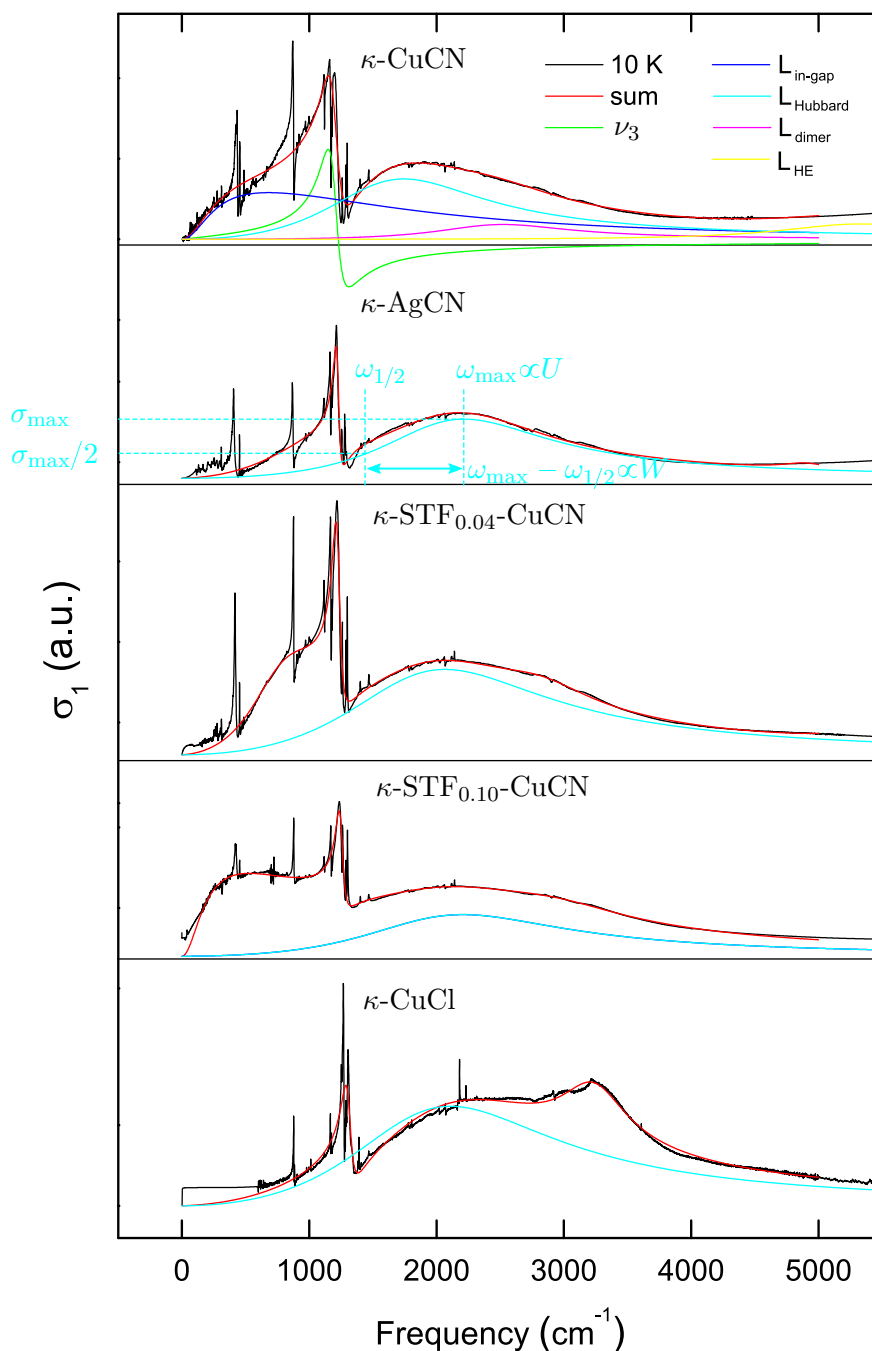 κ-CuCN
10 K
sum
ν₃
L in-gap
L Hubbard
L dimer
L HE
κ-AgCN
ω1/2
ωmax∝U
σmax
σmax/2
ωmax − ω1/2∝W
κ-STF0.04-CuCN
σ1 (a.u.)
κ-STF0.10-CuCN
κ-CuCl
0 1000 2000 3000 4000 5000
Frequency (cm⁻¹)